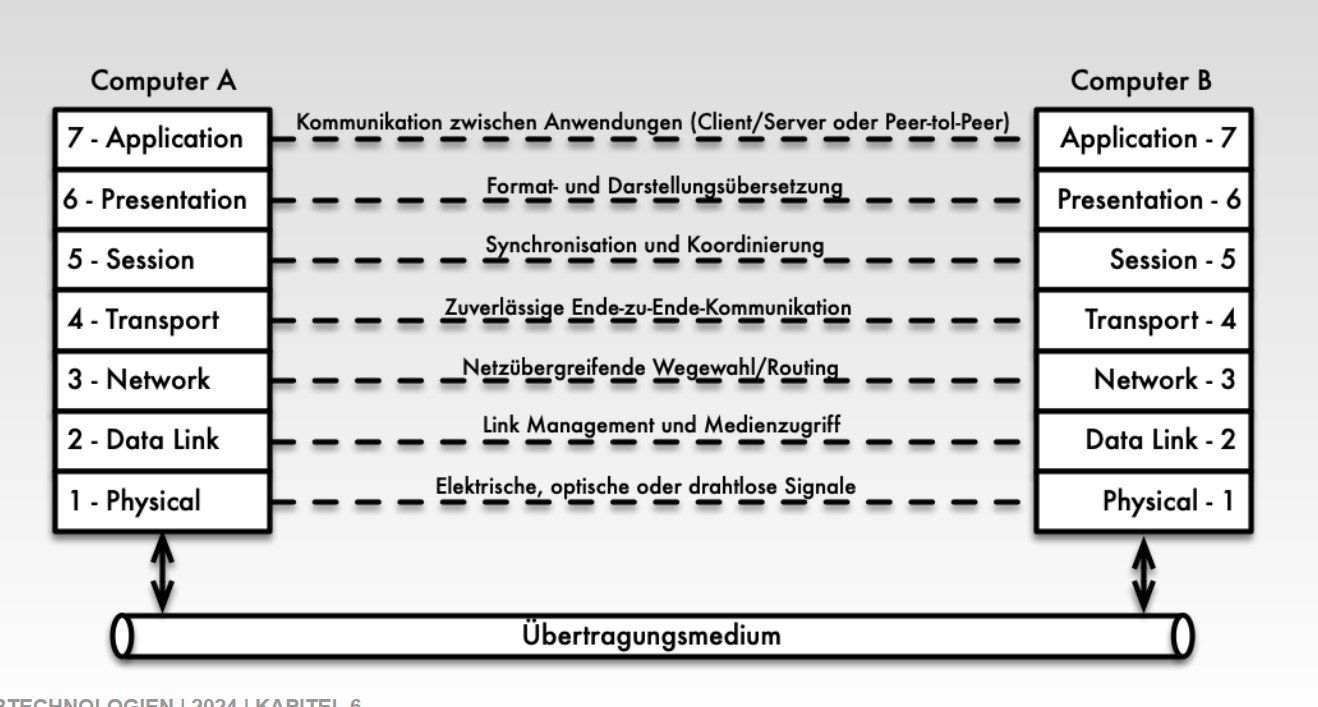 Computer A
Computer B
7 - Application
Kommunikation zwischen Anwendungen (Client/Server oder Peer-tol-Peer)
Application - 7
6 - Presentation
Format- und Darstellungsübersetzung
Presentation - 6
5 - Session
Synchronisation und Koordinierung
Session - 5
4 - Transport
Zuverlässige Ende-zu-Ende-Kommunikation
Transport - 4
3 - Network
Netzübergreifende Wegewahl/Routing
Network - 3
2 - Data Link
Link Management und Medienzugriff
Data Link - 2
1 - Physical
Elektrische, optische oder drahtlose Signale
Physical - 1
Übertragungsmedium
| 2024 | KAPITEL 6